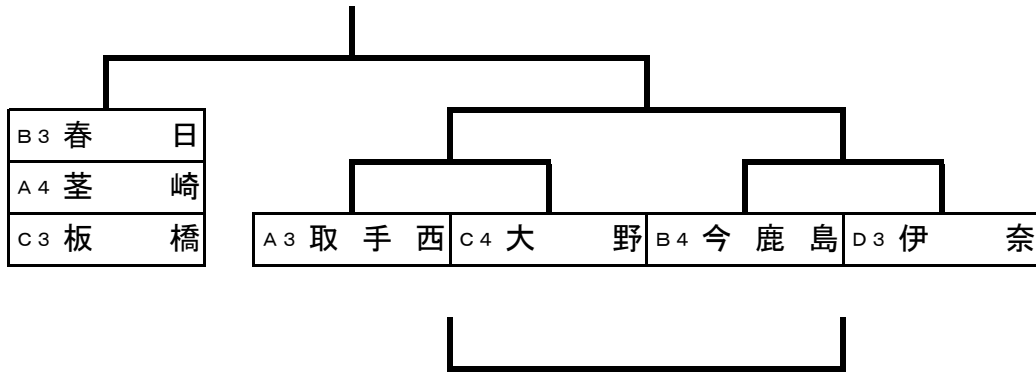 B3 春 日
A4 茎 崎
C3 板 橋
A3 取 手 西 C4 大 野 B4 今 鹿 島 D3 伊 奈